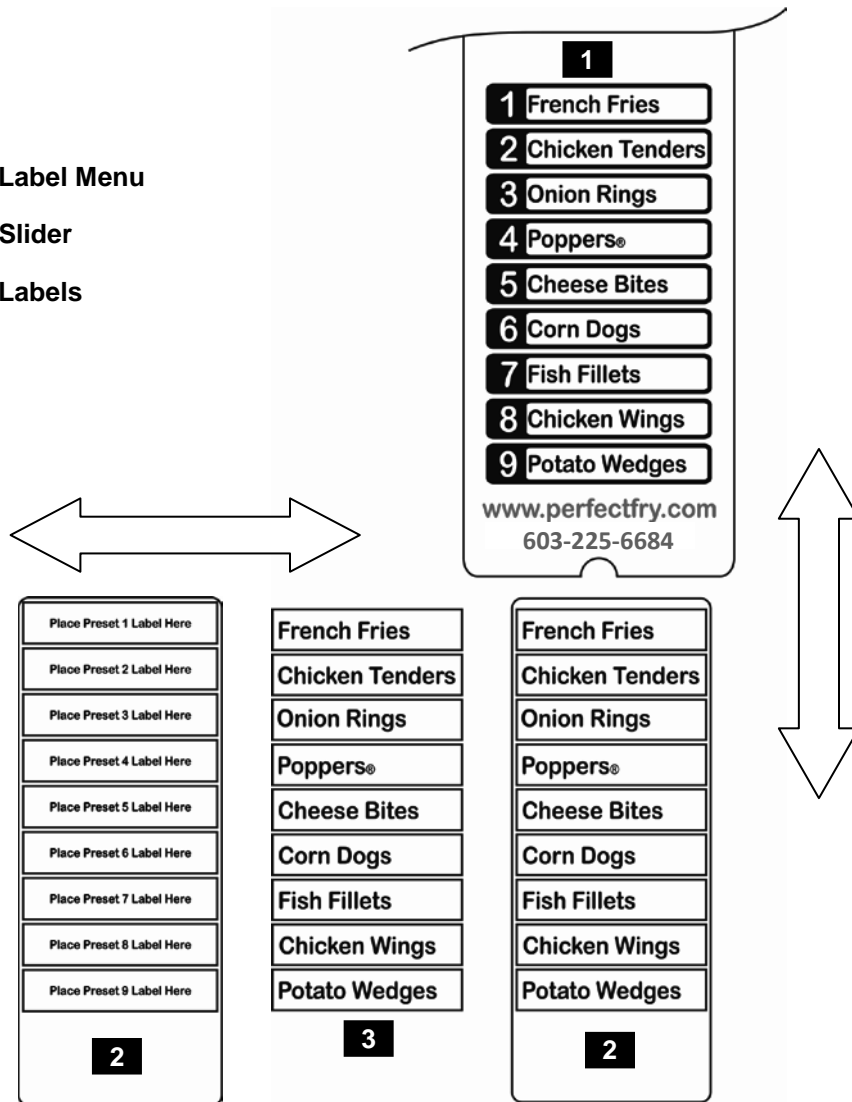 Label Menu
Slider
Labels
1
1 French Fries
2 Chicken Tenders
3 Onion Rings
4 Poppers®
5 Cheese Bites
6 Corn Dogs
7 Fish Fillets
8 Chicken Wings
9 Potato Wedges
www.perfectfry.com
603-225-6684
Place Preset 1 Label Here
Place Preset 2 Label Here
Place Preset 3 Label Here
Place Preset 4 Label Here
Place Preset 5 Label Here
Place Preset 6 Label Here
Place Preset 7 Label Here
Place Preset 8 Label Here
Place Preset 9 Label Here
2
French Fries
Chicken Tenders
Onion Rings
Poppers®
Cheese Bites
Corn Dogs
Fish Fillets
Chicken Wings
Potato Wedges
3
French Fries
Chicken Tenders
Onion Rings
Poppers®
Cheese Bites
Corn Dogs
Fish Fillets
Chicken Wings
Potato Wedges
2